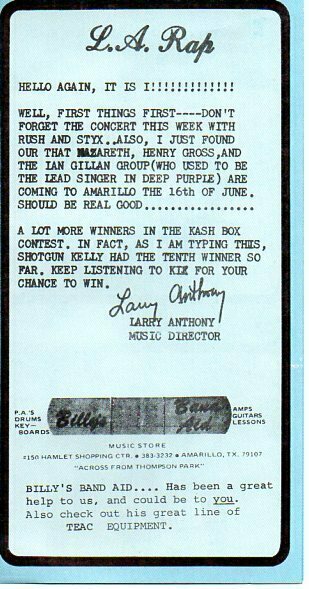 L.A. Rap
HELLO AGAIN, IT IS I!!!!!!!!!!!!!
WELL, FIRST THINGS FIRST----DON'T
FORGET THE CONCERT THIS WEEK WITH
RUSH AND STYX..ALSO, I JUST FOUND
OUR THAT NAZARETH, HENRY GROSS,AND
THE IAN GILLAN GROUP(WHO USED TO BE
THE LEAD SINGER IN DEEP PURPLE) ARE
COMING TO AMARILLO THE 16th OF JUNE.
SHOULD BE REAL GOOD.................
A LOT MORE WINNERS IN THE KASH BOX
CONTEST. IN FACT, AS I AM TYPING THIS,
SHOTGUN KELLY HAD THE TENTH WINNER SO
FAR. KEEP LISTENING TO KIX FOR YOUR
CHANCE TO WIN.
Larry Anthony
LARRY ANTHONY
MUSIC DIRECTOR
P.A.'S
DRUMS
KEY-
BOARDS
Billy's
Band
Aid
AMPS
GUITARS
LESSONS
MUSIC STORE
#150 HAMLET SHOPPING CTR. • 383-3232 • AMARILLO, TX. 79107
"ACROSS FROM THOMPSON PARK"
BILLY'S BAND AID.... Has been a great
help to us, and could be to you.
Also check out his great line of
TEAC EQUIPMENT.